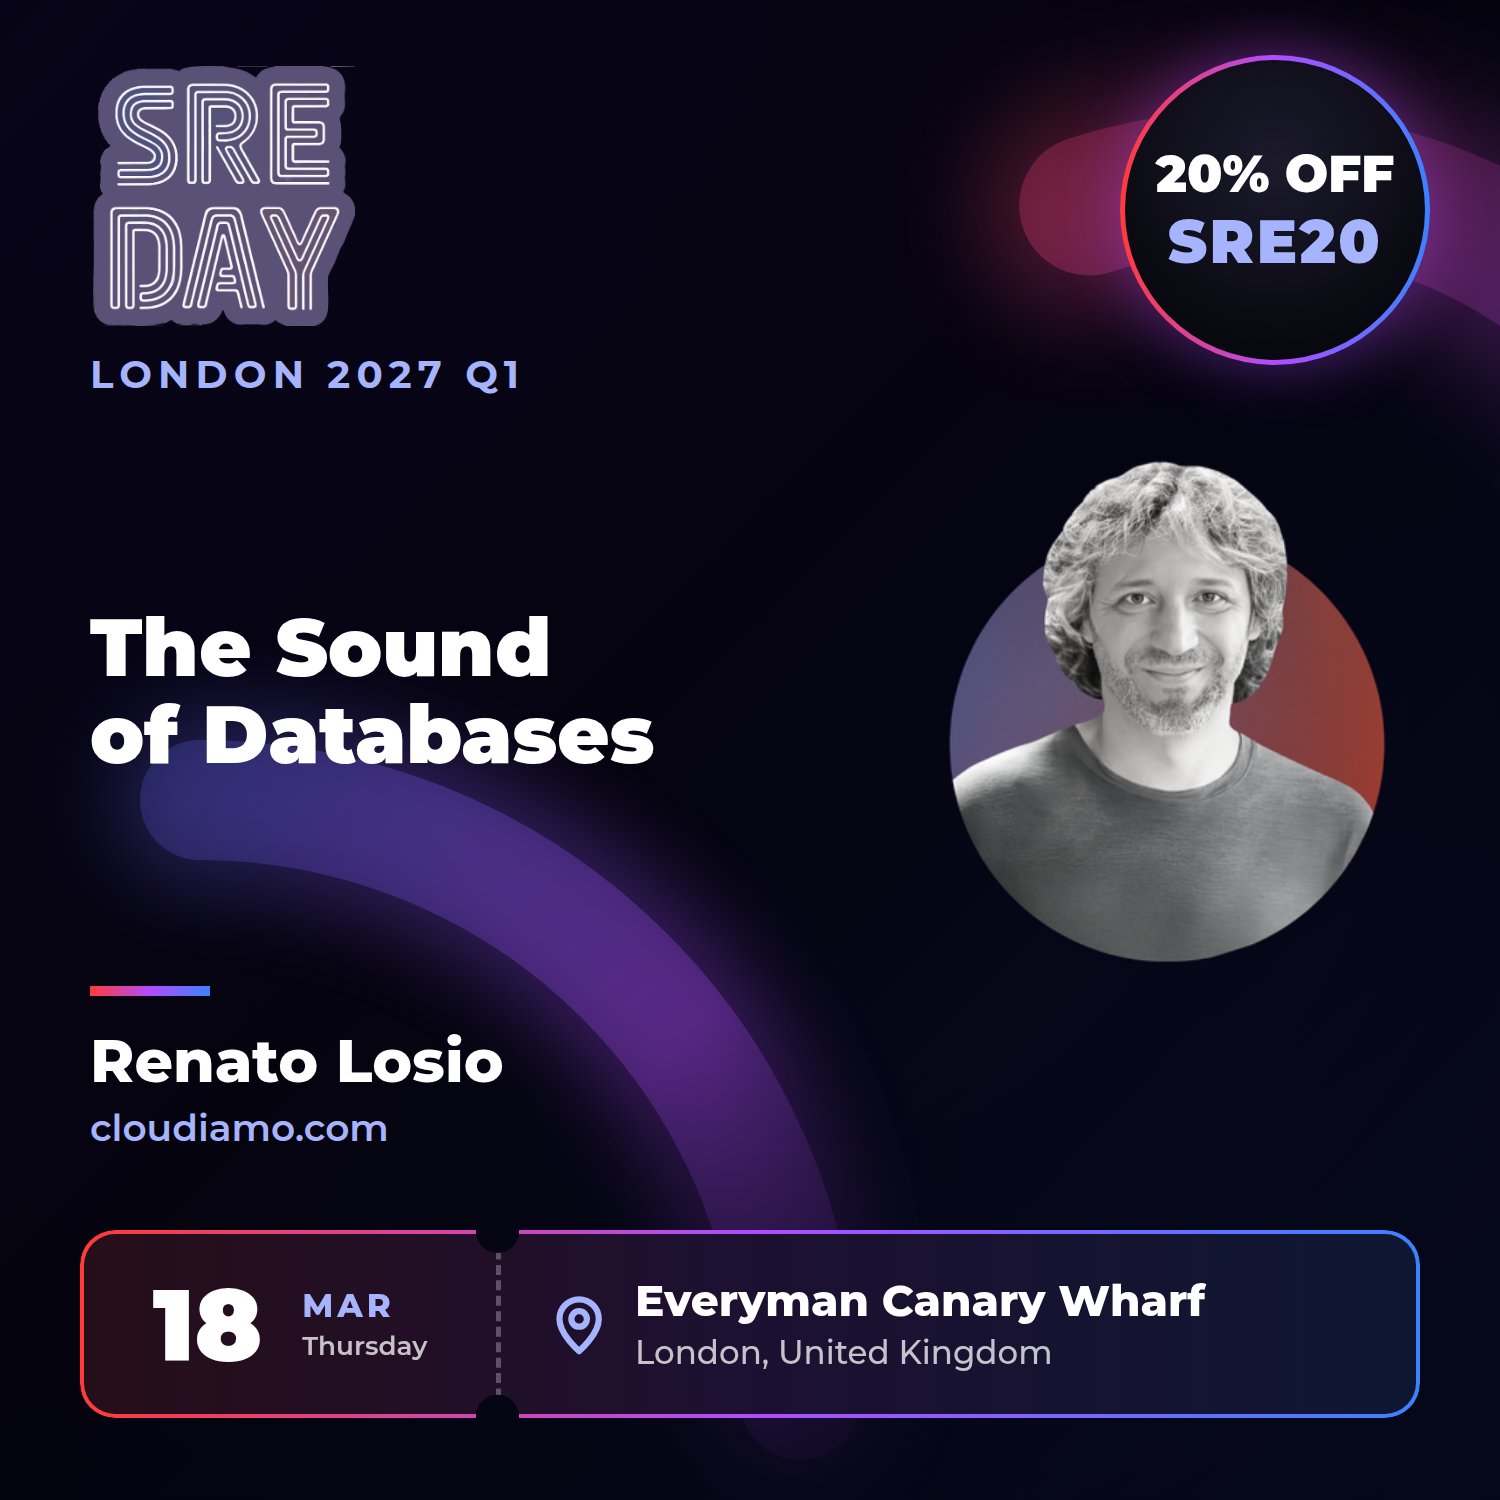 SRE
DAY
LONDON 2027 Q1
20% OFF
SRE20
The Sound
of Databases
Renato Losio
cloudiamo.com
18
MAR
Thursday
Everyman Canary Wharf
London, United Kingdom